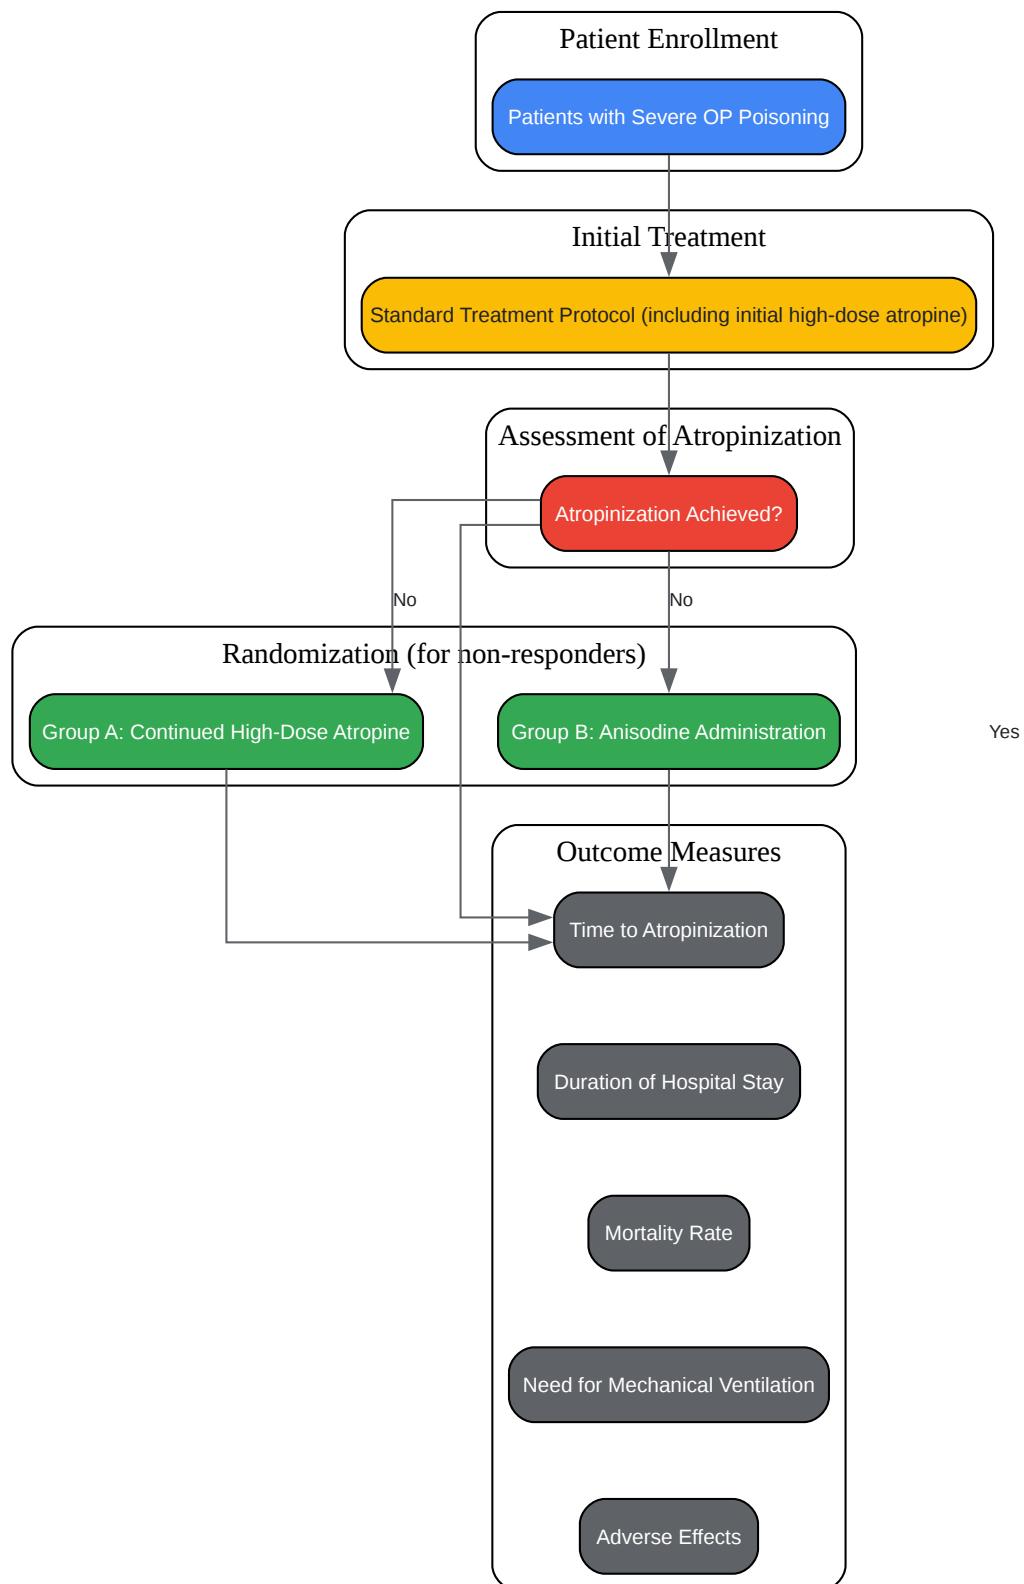 Patient Enrollment
Patients with Severe OP Poisoning
Initial Treatment
Standard Treatment Protocol (including initial high-dose atropine)
Assessment of Atropinization
Atropinization Achieved?
No
No
Randomization (for non-responders)
Group A: Continued High-Dose Atropine
Group B: Anisodine Administration
Yes
Outcome Measures
Time to Atropinization
Duration of Hospital Stay
Mortality Rate
Need for Mechanical Ventilation
Adverse Effects